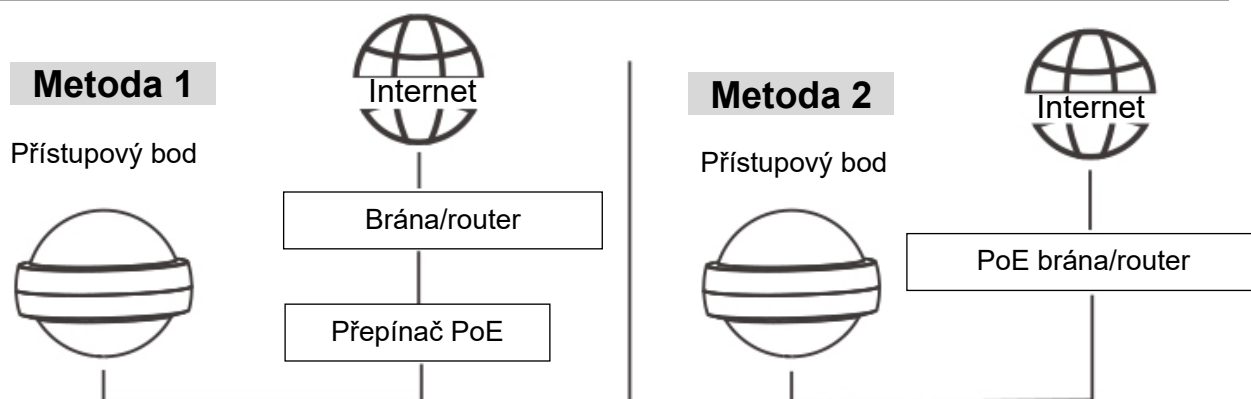 Metoda 1
Internet
Přístupový bod
Brána/router
Přepínač PoE
Metoda 2
Internet
Přístupový bod
PoE brána/router